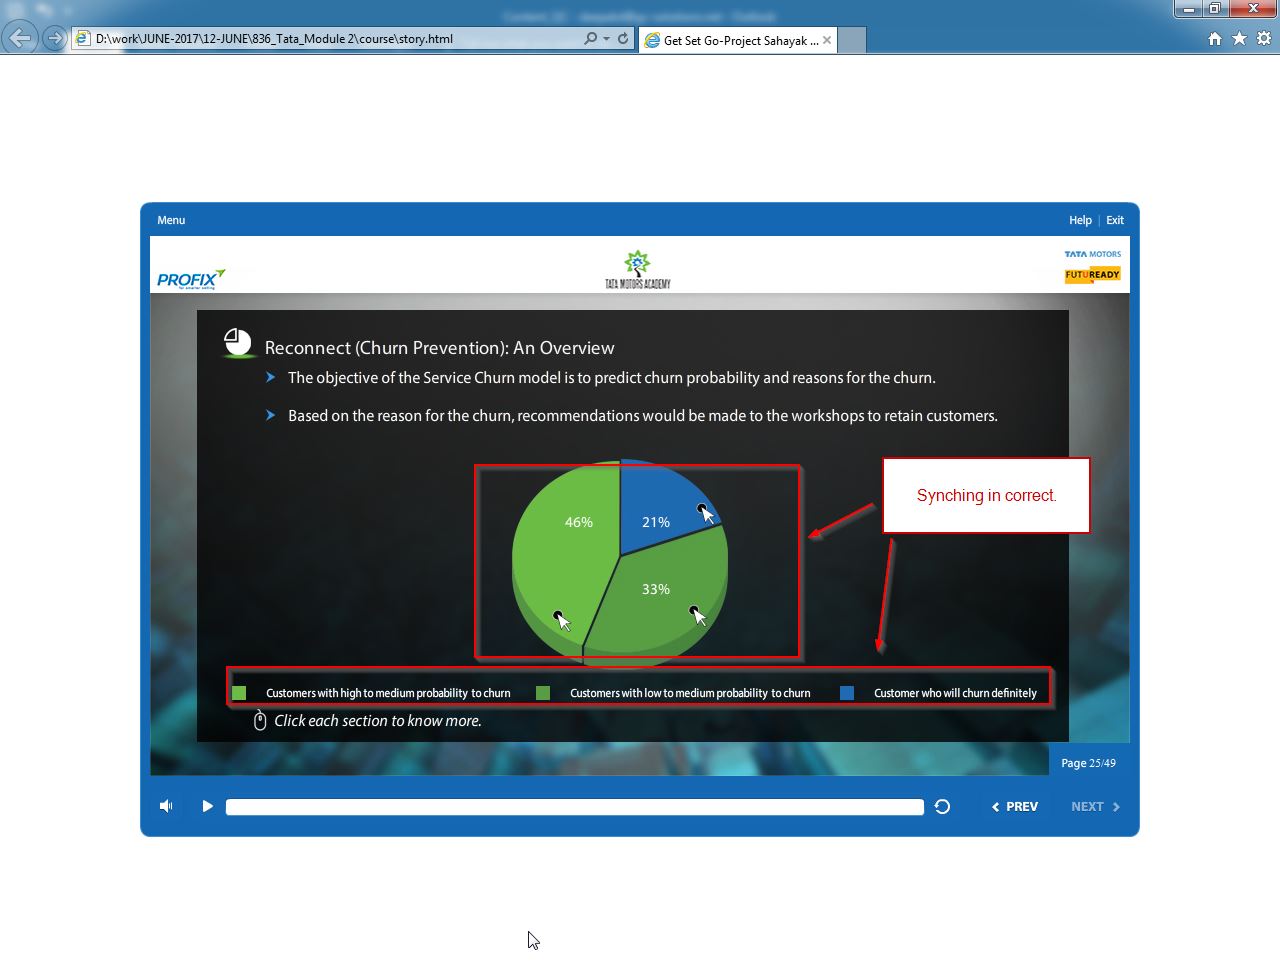 D:\work\JUNE-2017\12-JUNE\836_Tata_Module 2\course\story.html
Get Set Go-Project Sahayak ...
Menu
Help | Exit
PROFIX
TATA MOTORS ACADEMY
TATA MOTORS
FUTUREADY
Reconnect (Churn Prevention): An Overview
The objective of the Service Churn model is to predict churn probability and reasons for the churn.
Based on the reason for the churn, recommendations would be made to the workshops to retain customers.
Synching in correct.
46%
21%
33%
Customers with high to medium probability to churn
Customers with low to medium probability to churn
Customer who will churn definitely
Click each section to know more.
Page 25/49
PREV
NEXT